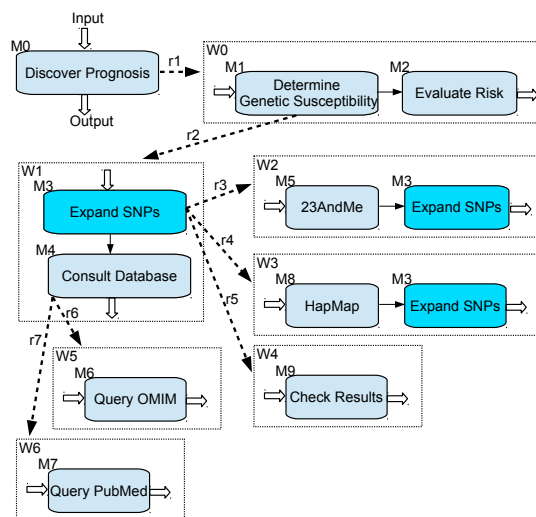 Input
M0
Discover Prognosis
Output
r1
W0
M1
Determine
Genetic Susceptibility
M2
Evaluate Risk
r2
W1
M3
Expand SNPs
M4
Consult Database
r3
r4
r5
W2
M5
23AndMe
M3
Expand SNPs
W3
M8
HapMap
M3
Expand SNPs
W4
M9
Check Results
r6
r7
W5
M6
Query OMIM
W6
M7
Query PubMed